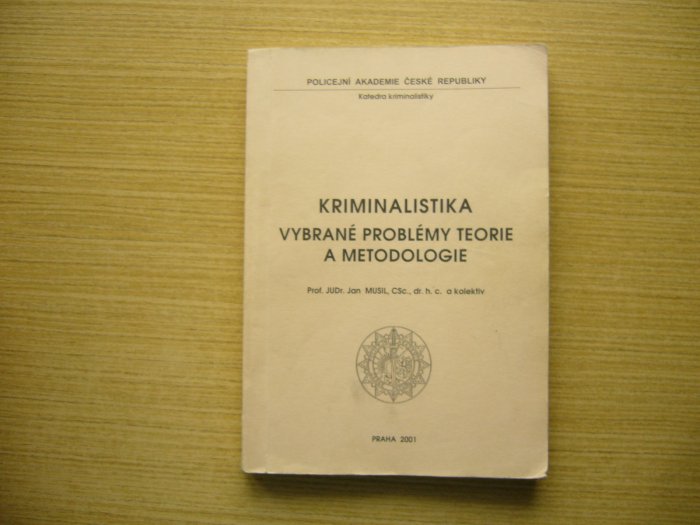 POLICEJNÍ AKADEMIE ČESKÉ REPUBLIKY
Katedra kriminalistiky
KRIMINALISTIKA
VYBRANÉ PROBLÉMY TEORIE
A METODOLOGIE
Prof. JUDr. Jan MUSIL, CSc., dr. h. c. a kolektiv
PRAHA 2001